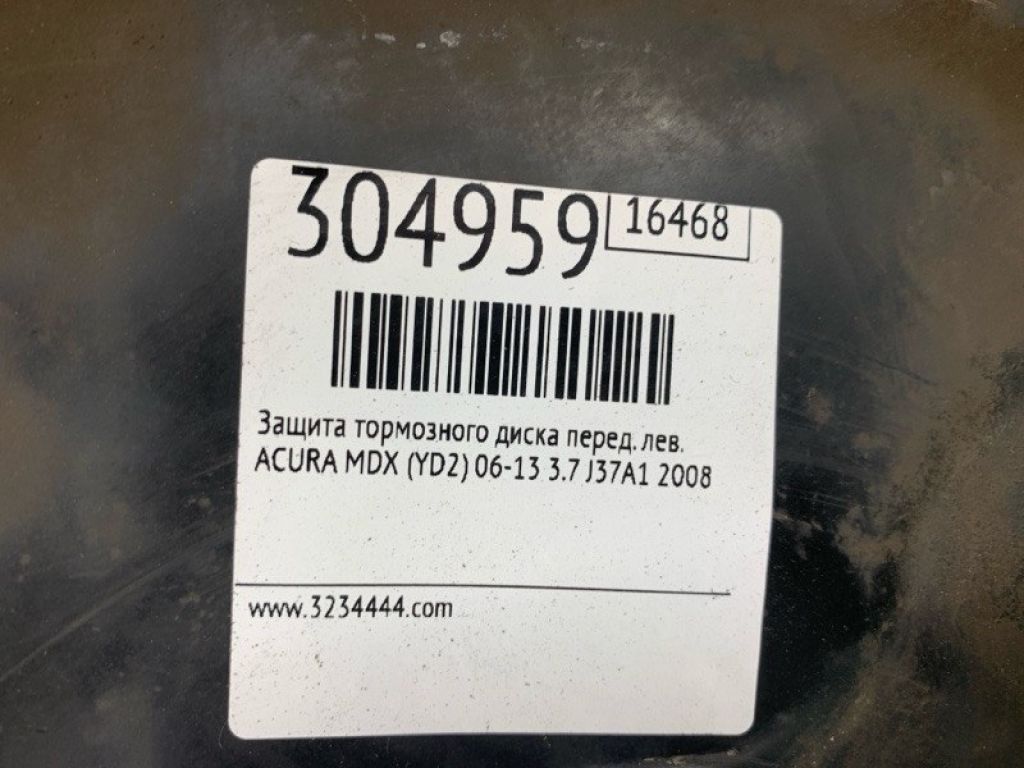 304959 16468
Защита тормозного диска перед. лев.
ACURA MDX (YD2) 06-13 3.7 J37A1 2008
www.3234444.com